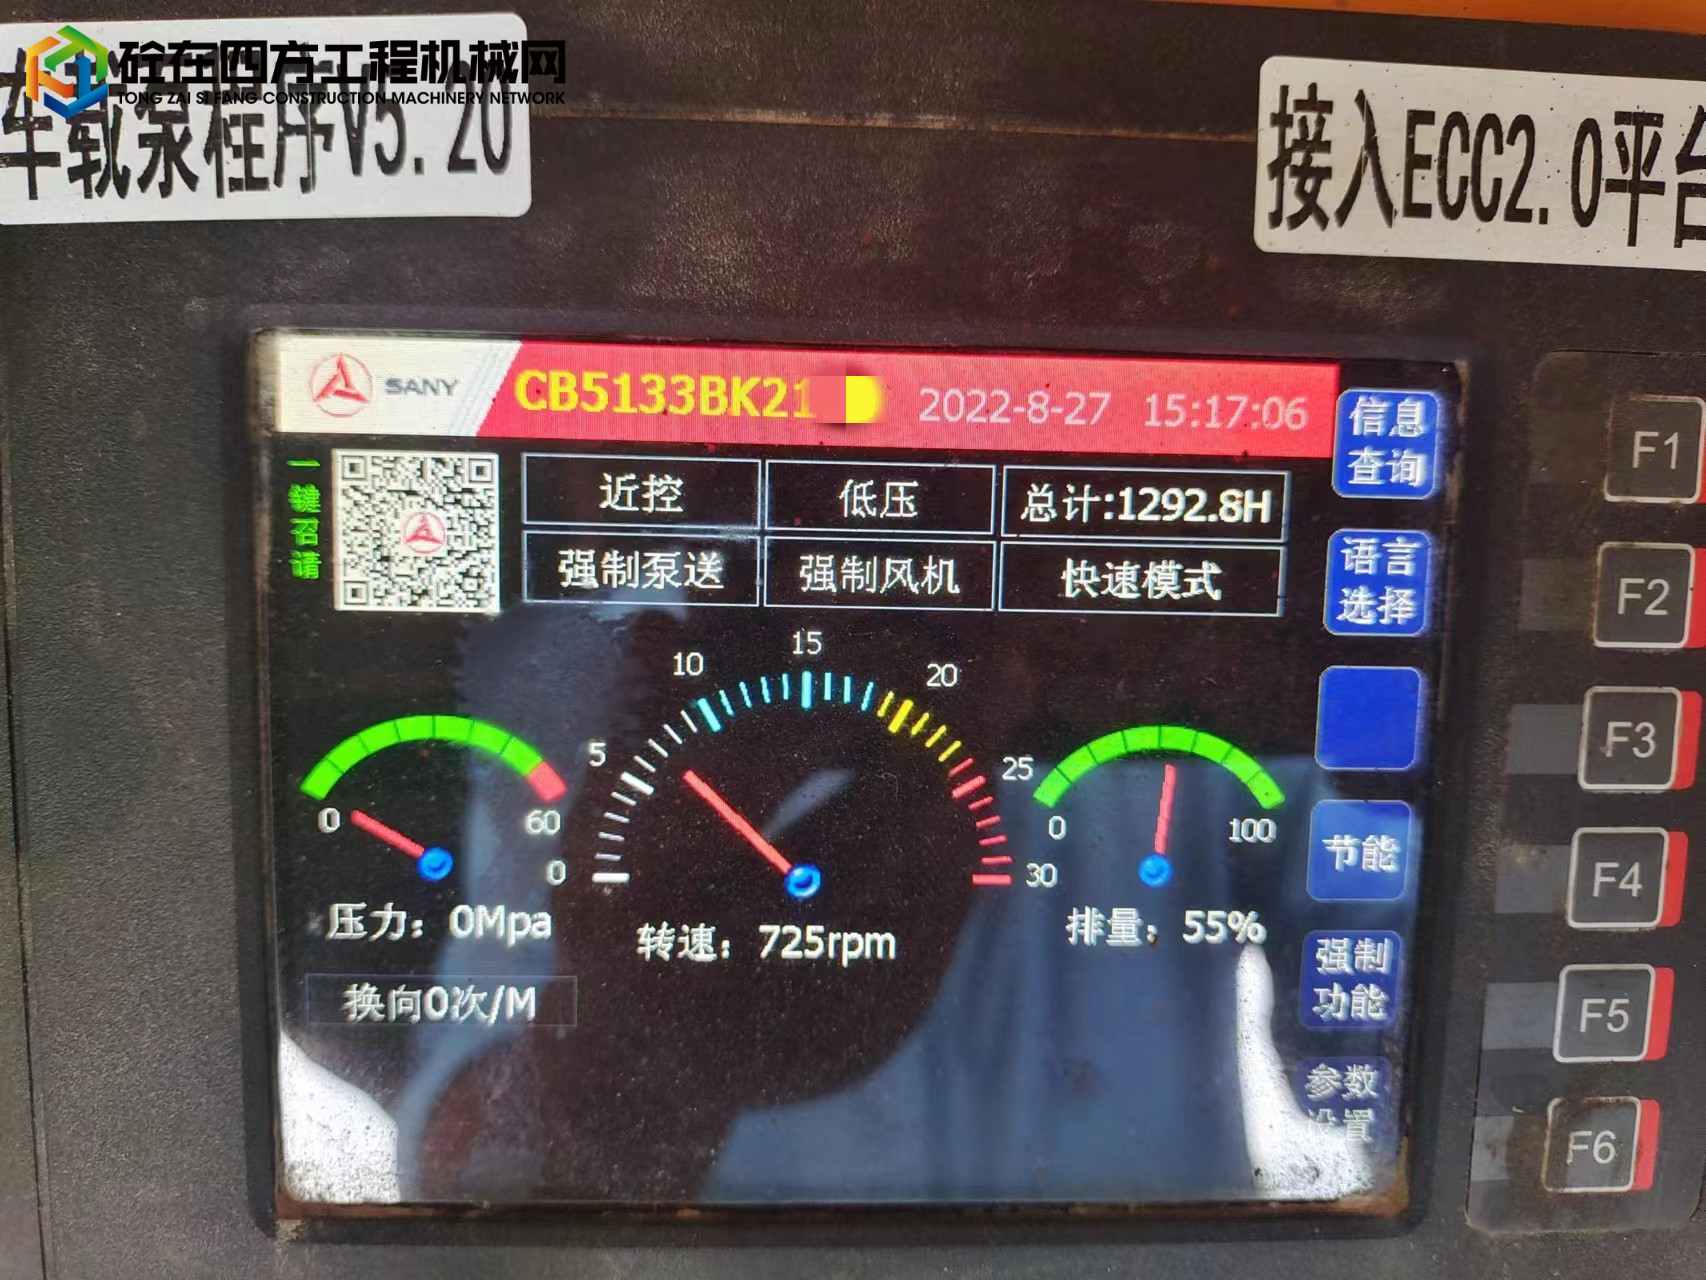 砼在四方工程机械网
TONG ZAI SI FANG CONSTRUCTION MACHINERY NETWORK
车载泵程序V5.20
接入ECC2.0平台
SANY
CB5133BK21
2022-8-27 15:17:06
信息
查询
F1
一键召请
近控
低压
总计:1292.8H
强制泵送
强制风机
快速模式
语言
选择
F2
F3
0
60
0
5
10
15
20
25
30
0
100
节能
F4
压力: 0Mpa
转速: 725rpm
排量: 55%
换向0次/M
强制
功能
F5
参数
设置
F6